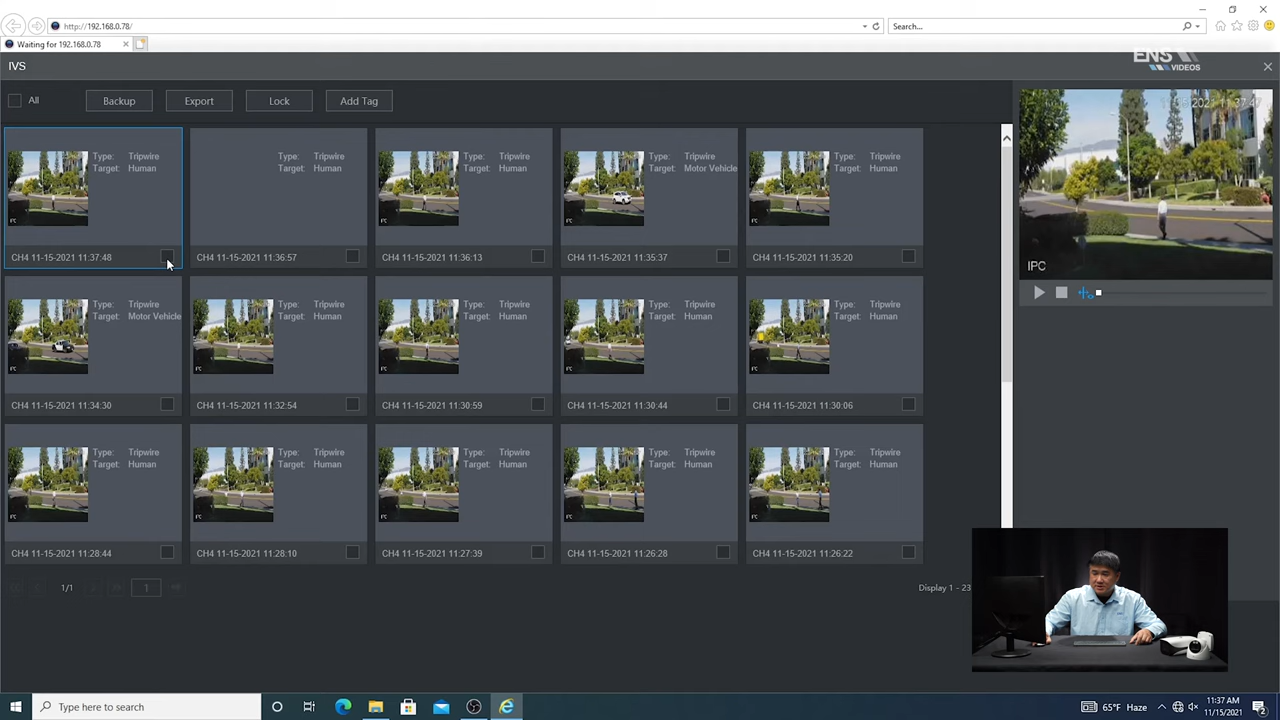 http://192.168.0.78/
Search...
Waiting for 192.168.0.78
IVS
ENS
VIDEOS
All
Backup
Export
Lock
Add Tag
Type: Tripwire
Target: Human
CH4 11-15-2021 11:37:48
Type: Tripwire
Target: Human
CH4 11-15-2021 11:36:57
Type: Tripwire
Target: Human
CH4 11-15-2021 11:36:13
Type: Tripwire
Target: Motor Vehicle
CH4 11-15-2021 11:35:37
Type: Tripwire
Target: Human
CH4 11-15-2021 11:35:20
11-15-2021 11:37:47
IPC
Type: Tripwire
Target: Motor Vehicle
CH4 11-15-2021 11:34:30
Type: Tripwire
Target: Human
CH4 11-15-2021 11:32:54
Type: Tripwire
Target: Human
CH4 11-15-2021 11:30:59
Type: Tripwire
Target: Human
CH4 11-15-2021 11:30:44
Type: Tripwire
Target: Human
CH4 11-15-2021 11:30:06
Type: Tripwire
Target: Human
CH4 11-15-2021 11:28:44
Type: Tripwire
Target: Human
CH4 11-15-2021 11:28:10
Type: Tripwire
Target: Human
CH4 11-15-2021 11:27:39
Type: Tripwire
Target: Human
CH4 11-15-2021 11:26:28
Type: Tripwire
Target: Human
CH4 11-15-2021 11:26:22
1/1
1
Display 1 - 23
Type here to search
65°F Haze
11:37 AM
11/15/2021
2